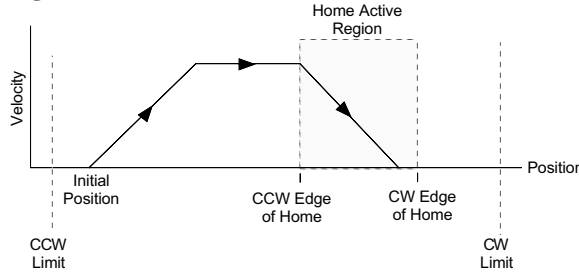 Home Active
Region
Velocity
Position
Initial
Position
CCW Edge
of Home
CW Edge
of Home
CCW
Limit
CW
Limit